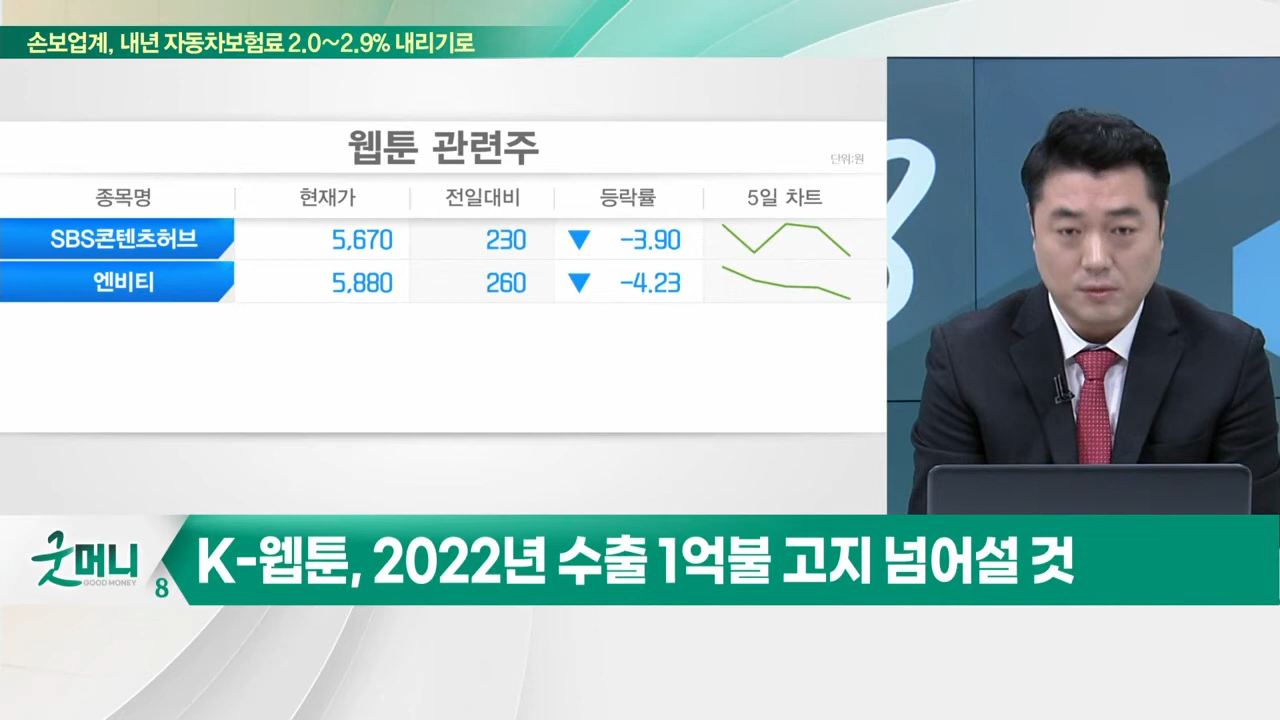 손보업계, 내년 자동차보험료 2.0~2.9% 내리기로
웹툰 관련주
단위:원
종목명 현재가 전일대비 등락률 5일 차트
SBS콘텐츠허브 5,670 230 ▼ -3.90
엔비티 5,880 260 ▼ -4.23
굿머니
GOOD MONEY
8
K-웹툰, 2022년 수출 1억불 고지 넘어설 것